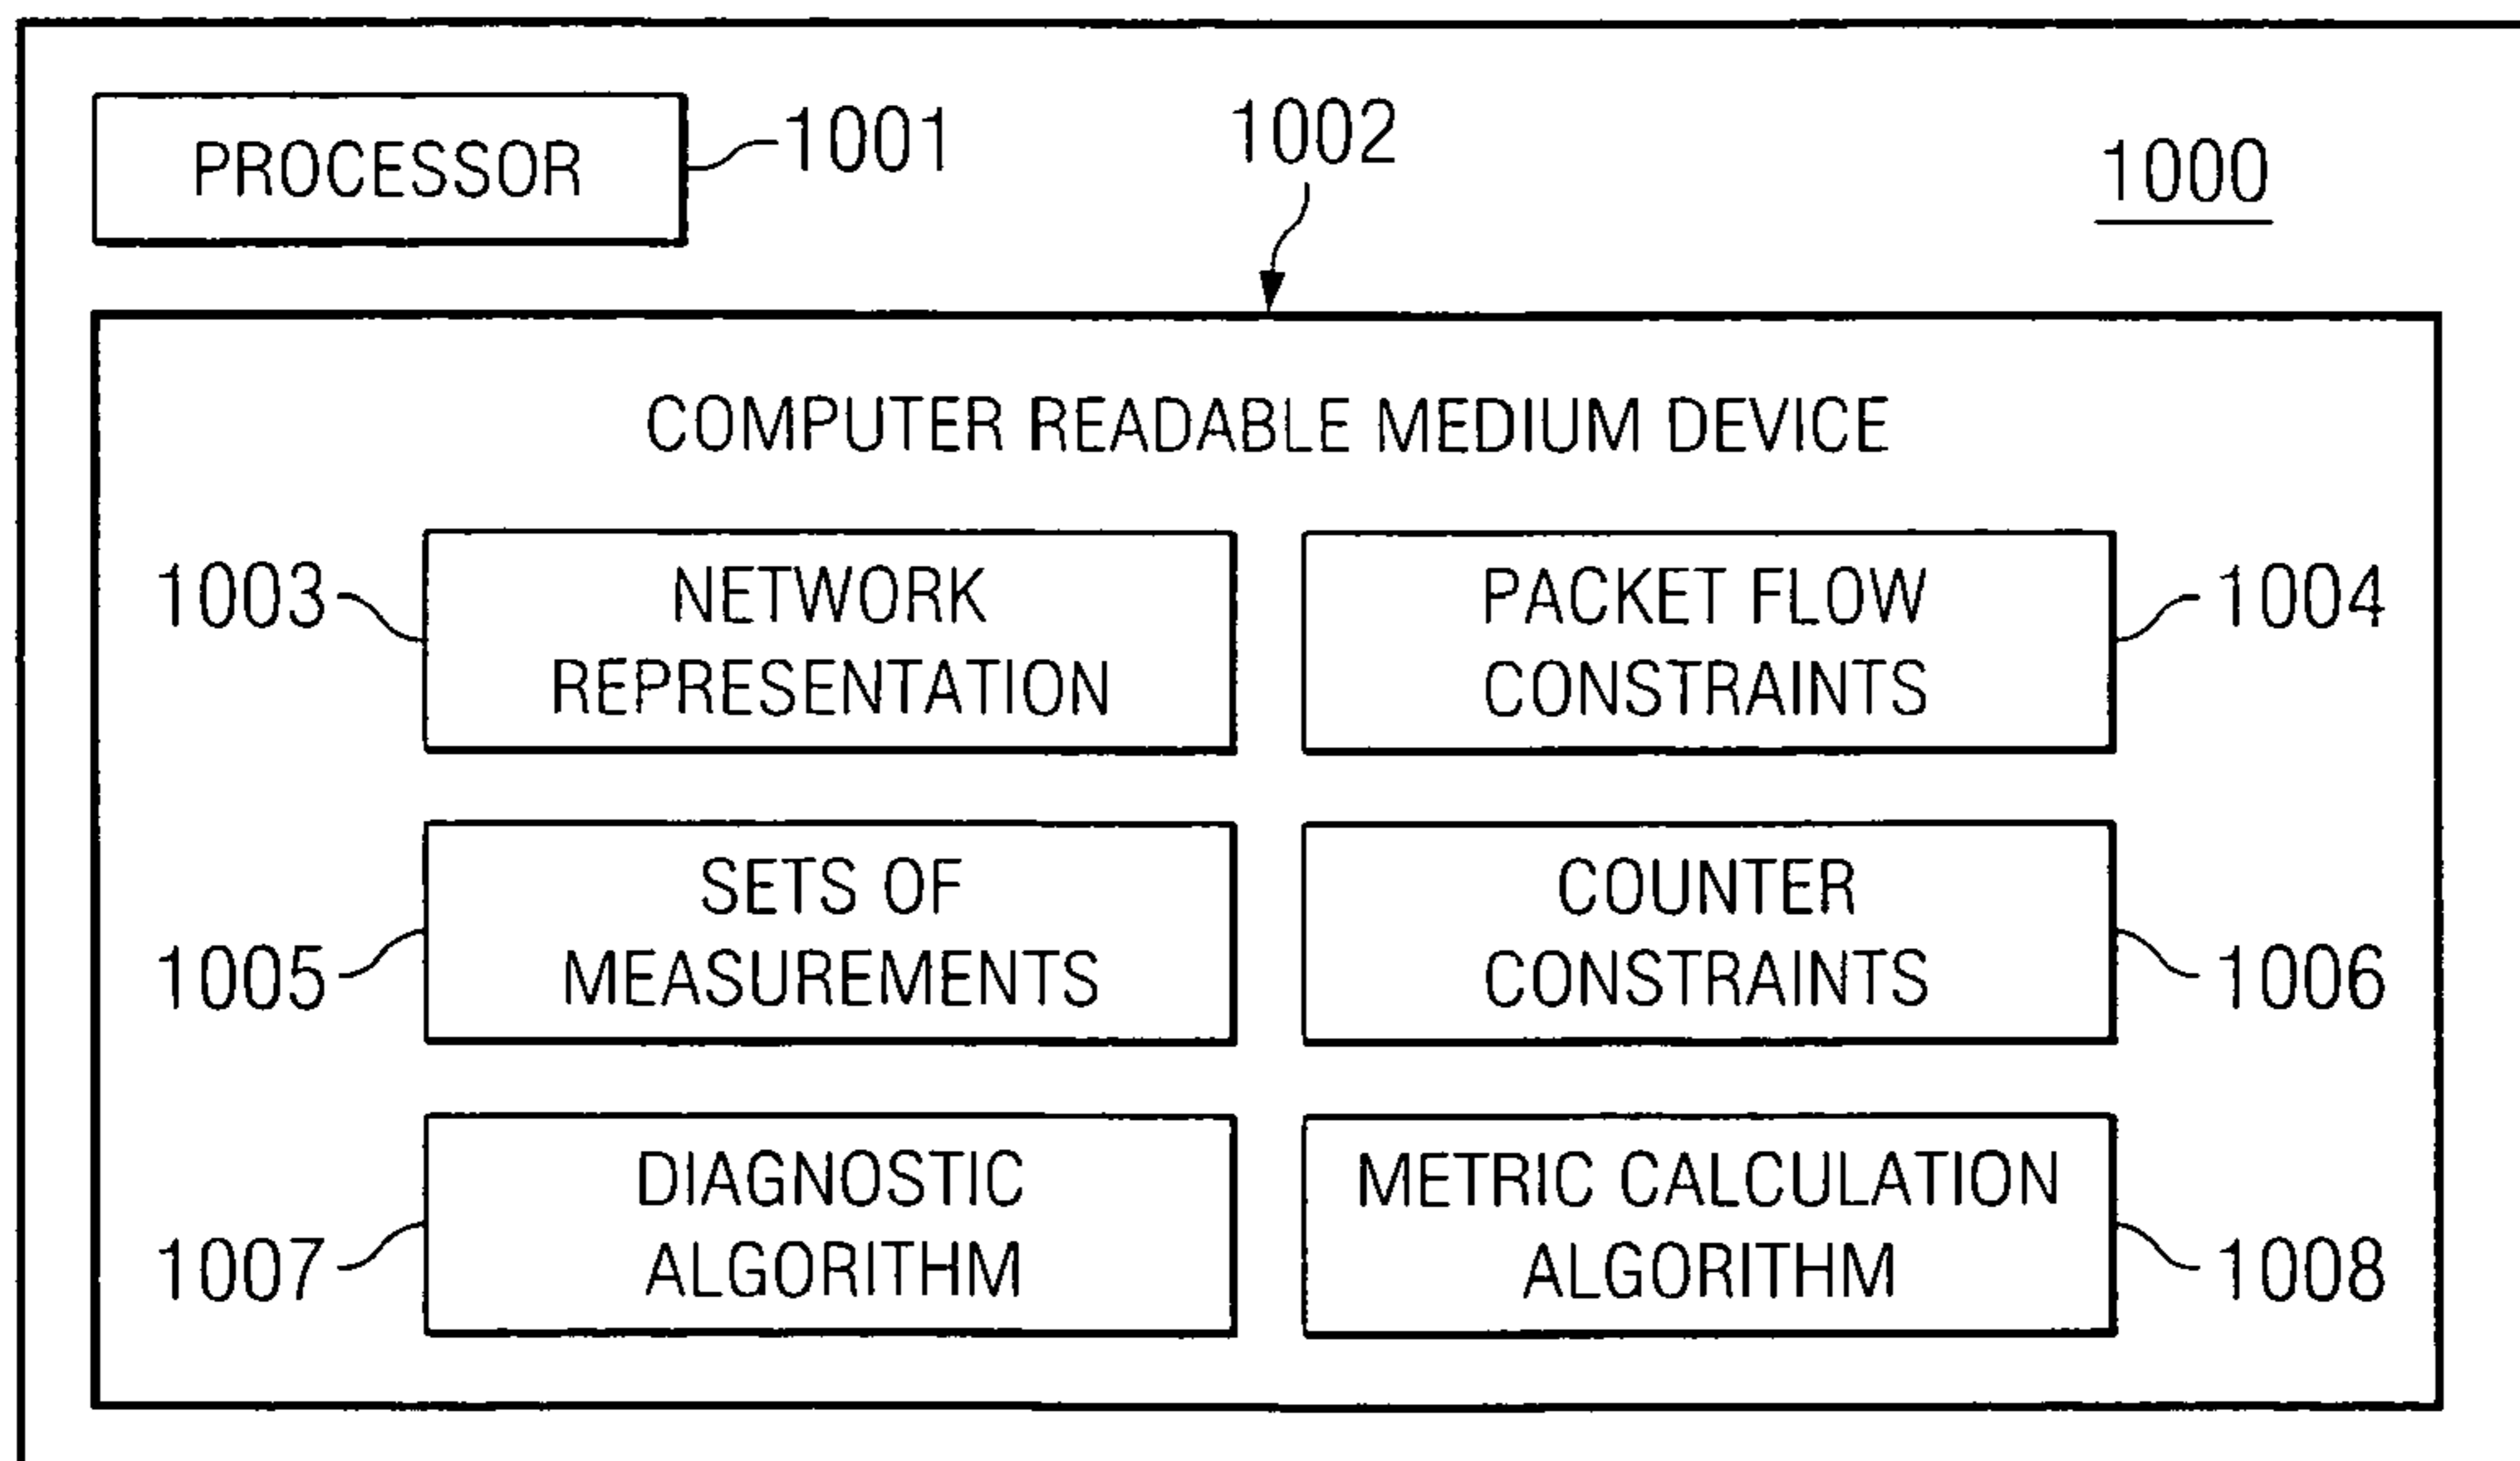 PROCESSOR
1001
1002
1000
COMPUTER READABLE MEDIUM DEVICE
1003
NETWORK
REPRESENTATION
PACKET FLOW
CONSTRAINTS
1004
1005
SETS OF
MEASUREMENTS
COUNTER
CONSTRAINTS
1006
1007
DIAGNOSTIC
ALGORITHM
METRIC CALCULATION
ALGORITHM
1008